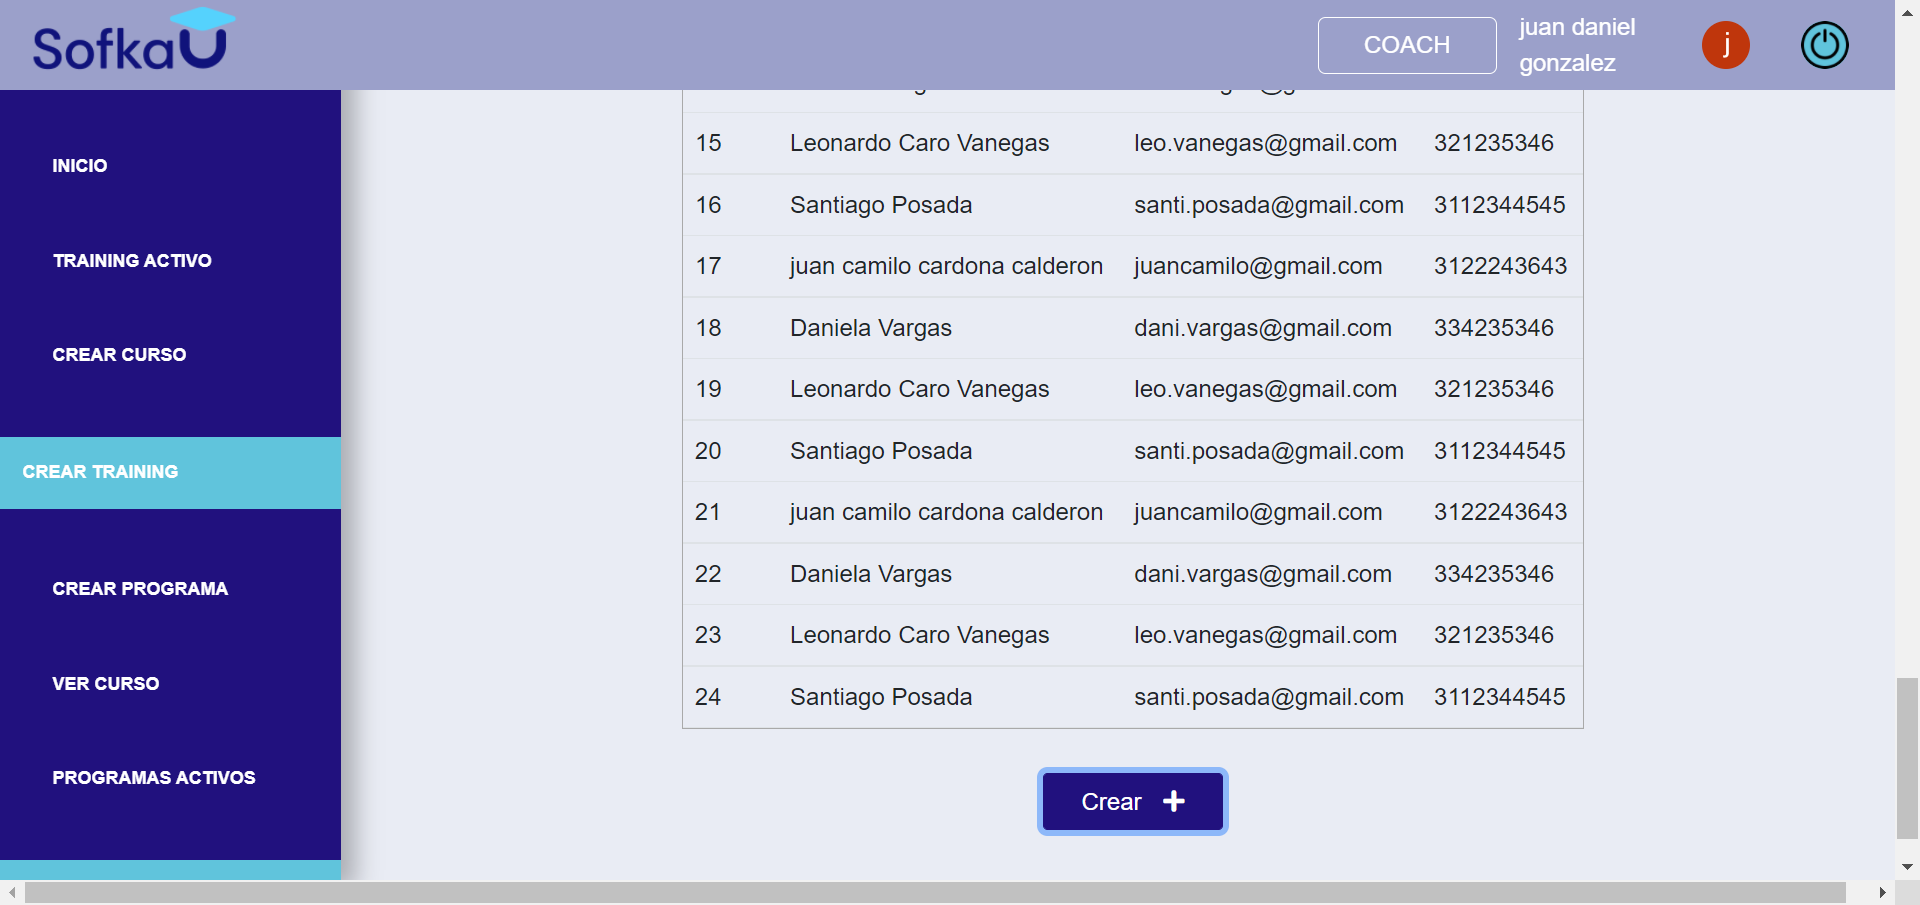 SofkaU
COACH
juan daniel
gonzalez
j
INICIO
TRAINING ACTIVO
CREAR CURSO
CREAR TRAINING
CREAR PROGRAMA
VER CURSO
PROGRAMAS ACTIVOS
15 Leonardo Caro Vanegas leo.vanegas@gmail.com 321235346
16 Santiago Posada santi.posada@gmail.com 3112344545
17 juan camilo cardona calderon juancamilo@gmail.com 3122243643
18 Daniela Vargas dani.vargas@gmail.com 334235346
19 Leonardo Caro Vanegas leo.vanegas@gmail.com 321235346
20 Santiago Posada santi.posada@gmail.com 3112344545
21 juan camilo cardona calderon juancamilo@gmail.com 3122243643
22 Daniela Vargas dani.vargas@gmail.com 334235346
23 Leonardo Caro Vanegas leo.vanegas@gmail.com 321235346
24 Santiago Posada santi.posada@gmail.com 3112344545
Crear